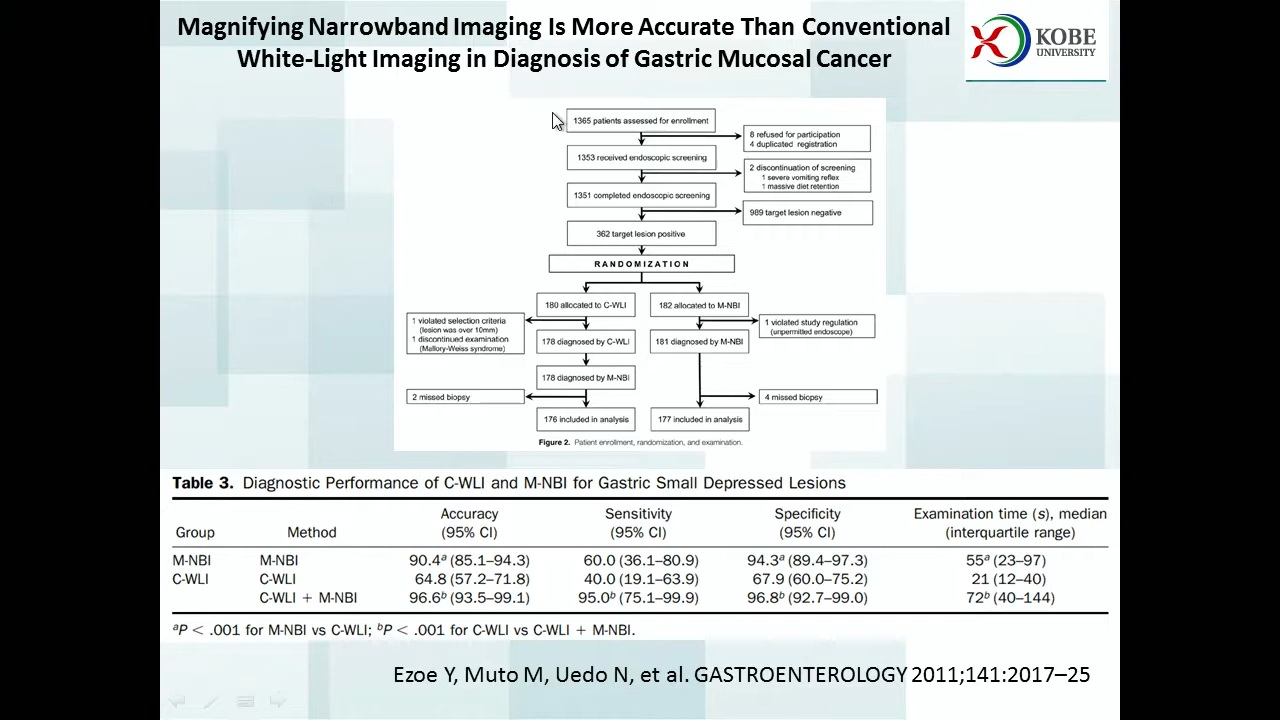 Magnifying Narrowband Imaging Is More Accurate Than Conventional
White-Light Imaging in Diagnosis of Gastric Mucosal Cancer
KOBE
UNIVERSITY
1365 patients assessed for enrollment
8 refused for participation
4 duplicated registration
1353 received endoscopic screening
2 discontinuation of screening
1 severe vomiting reflex
1 massive diet retention
1351 completed endoscopic screening
989 target lesion negative
362 target lesion positive
RANDOMIZATION
180 allocated to C-WLI
182 allocated to M-NBI
1 violated selection criteria
(lesion was over 10mm)
1 discontinued examination
(Mallory-Weiss syndrome)
1 violated study regulation
(unpermitted endoscope)
178 diagnosed by C-WLI
181 diagnosed by M-NBI
178 diagnosed by M-NBI
2 missed biopsy
4 missed biopsy
176 included in analysis
177 included in analysis
Figure 2. Patient enrollment, randomization, and examination.
Table 3. Diagnostic Performance of C-WLI and M-NBI for Gastric Small Depressed Lesions
Group Method Accuracy (95% CI) Sensitivity (95% CI) Specificity (95% CI) Examination time (s), median (interquartile range)
M-NBI M-NBI 90.4a (85.1–94.3) 60.0 (36.1–80.9) 94.3a (89.4–97.3) 55a (23–97)
C-WLI C-WLI 64.8 (57.2–71.8) 40.0 (19.1–63.9) 67.9 (60.0–75.2) 21 (12–40)
C-WLI + M-NBI 96.6b (93.5–99.1) 95.0b (75.1–99.9) 96.8b (92.7–99.0) 72b (40–144)
aP < .001 for M-NBI vs C-WLI; bP < .001 for C-WLI vs C-WLI + M-NBI.
Ezoe Y, Muto M, Uedo N, et al. GASTROENTEROLOGY 2011;141:2017–25